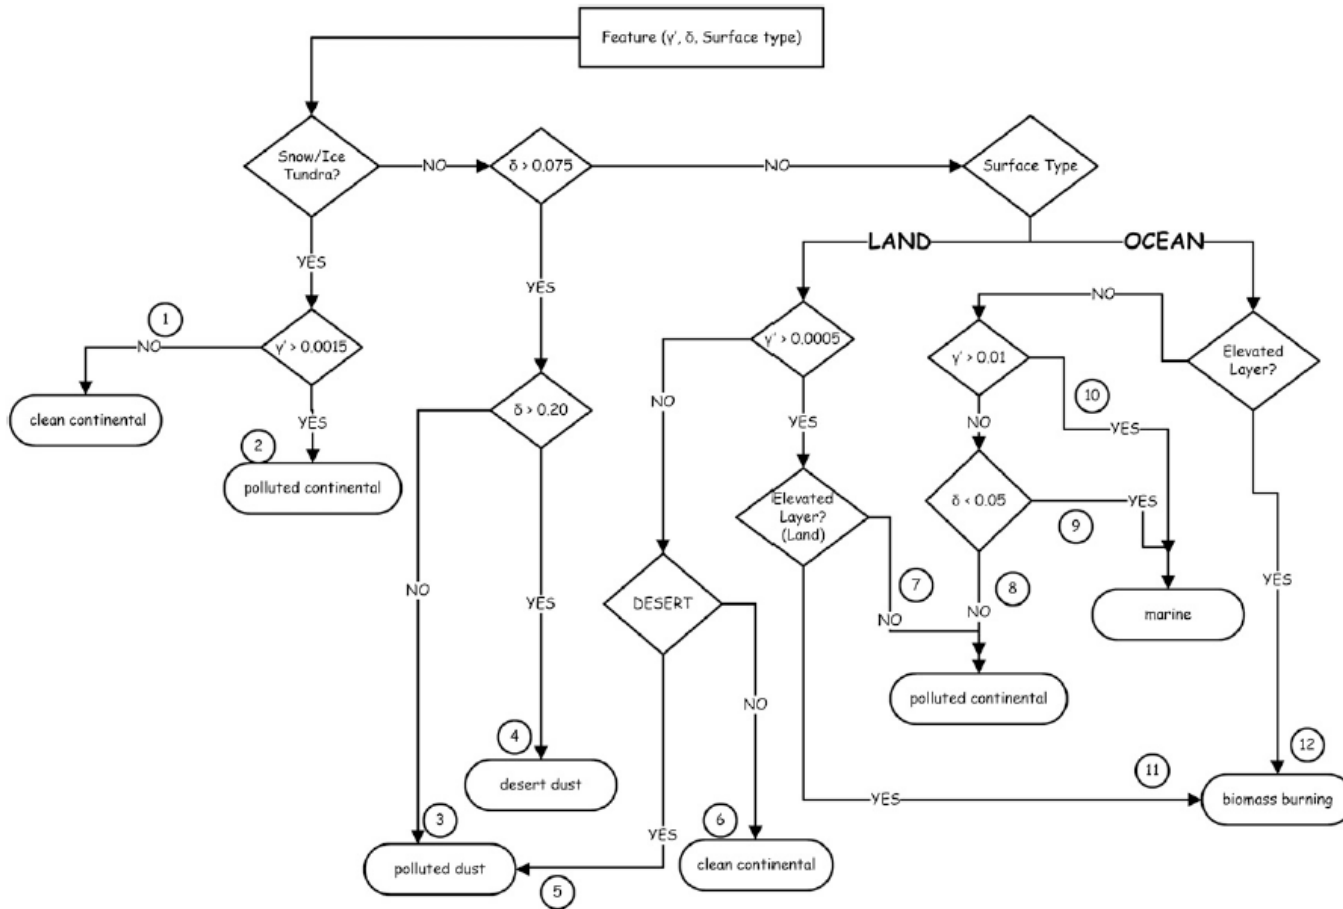 Feature (γ', δ, Surface type)
Snow/Ice
Tundra?
NO
δ > 0.075
NO
Surface Type
LAND
OCEAN
YES
YES
NO
1
NO
γ' > 0.0015
γ' > 0.0005
γ' > 0.01
Elevated
Layer?
clean continental
YES
δ > 0.20
NO
YES
NO
10
YES
2
polluted continental
Elevated
Layer?
(Land)
δ < 0.05
YES
9
NO
YES
DESERT
7
NO
8
NO
YES
marine
NO
polluted continental
4
desert dust
12
11
YES
biomass burning
3
YES
6
polluted dust
5
clean continental